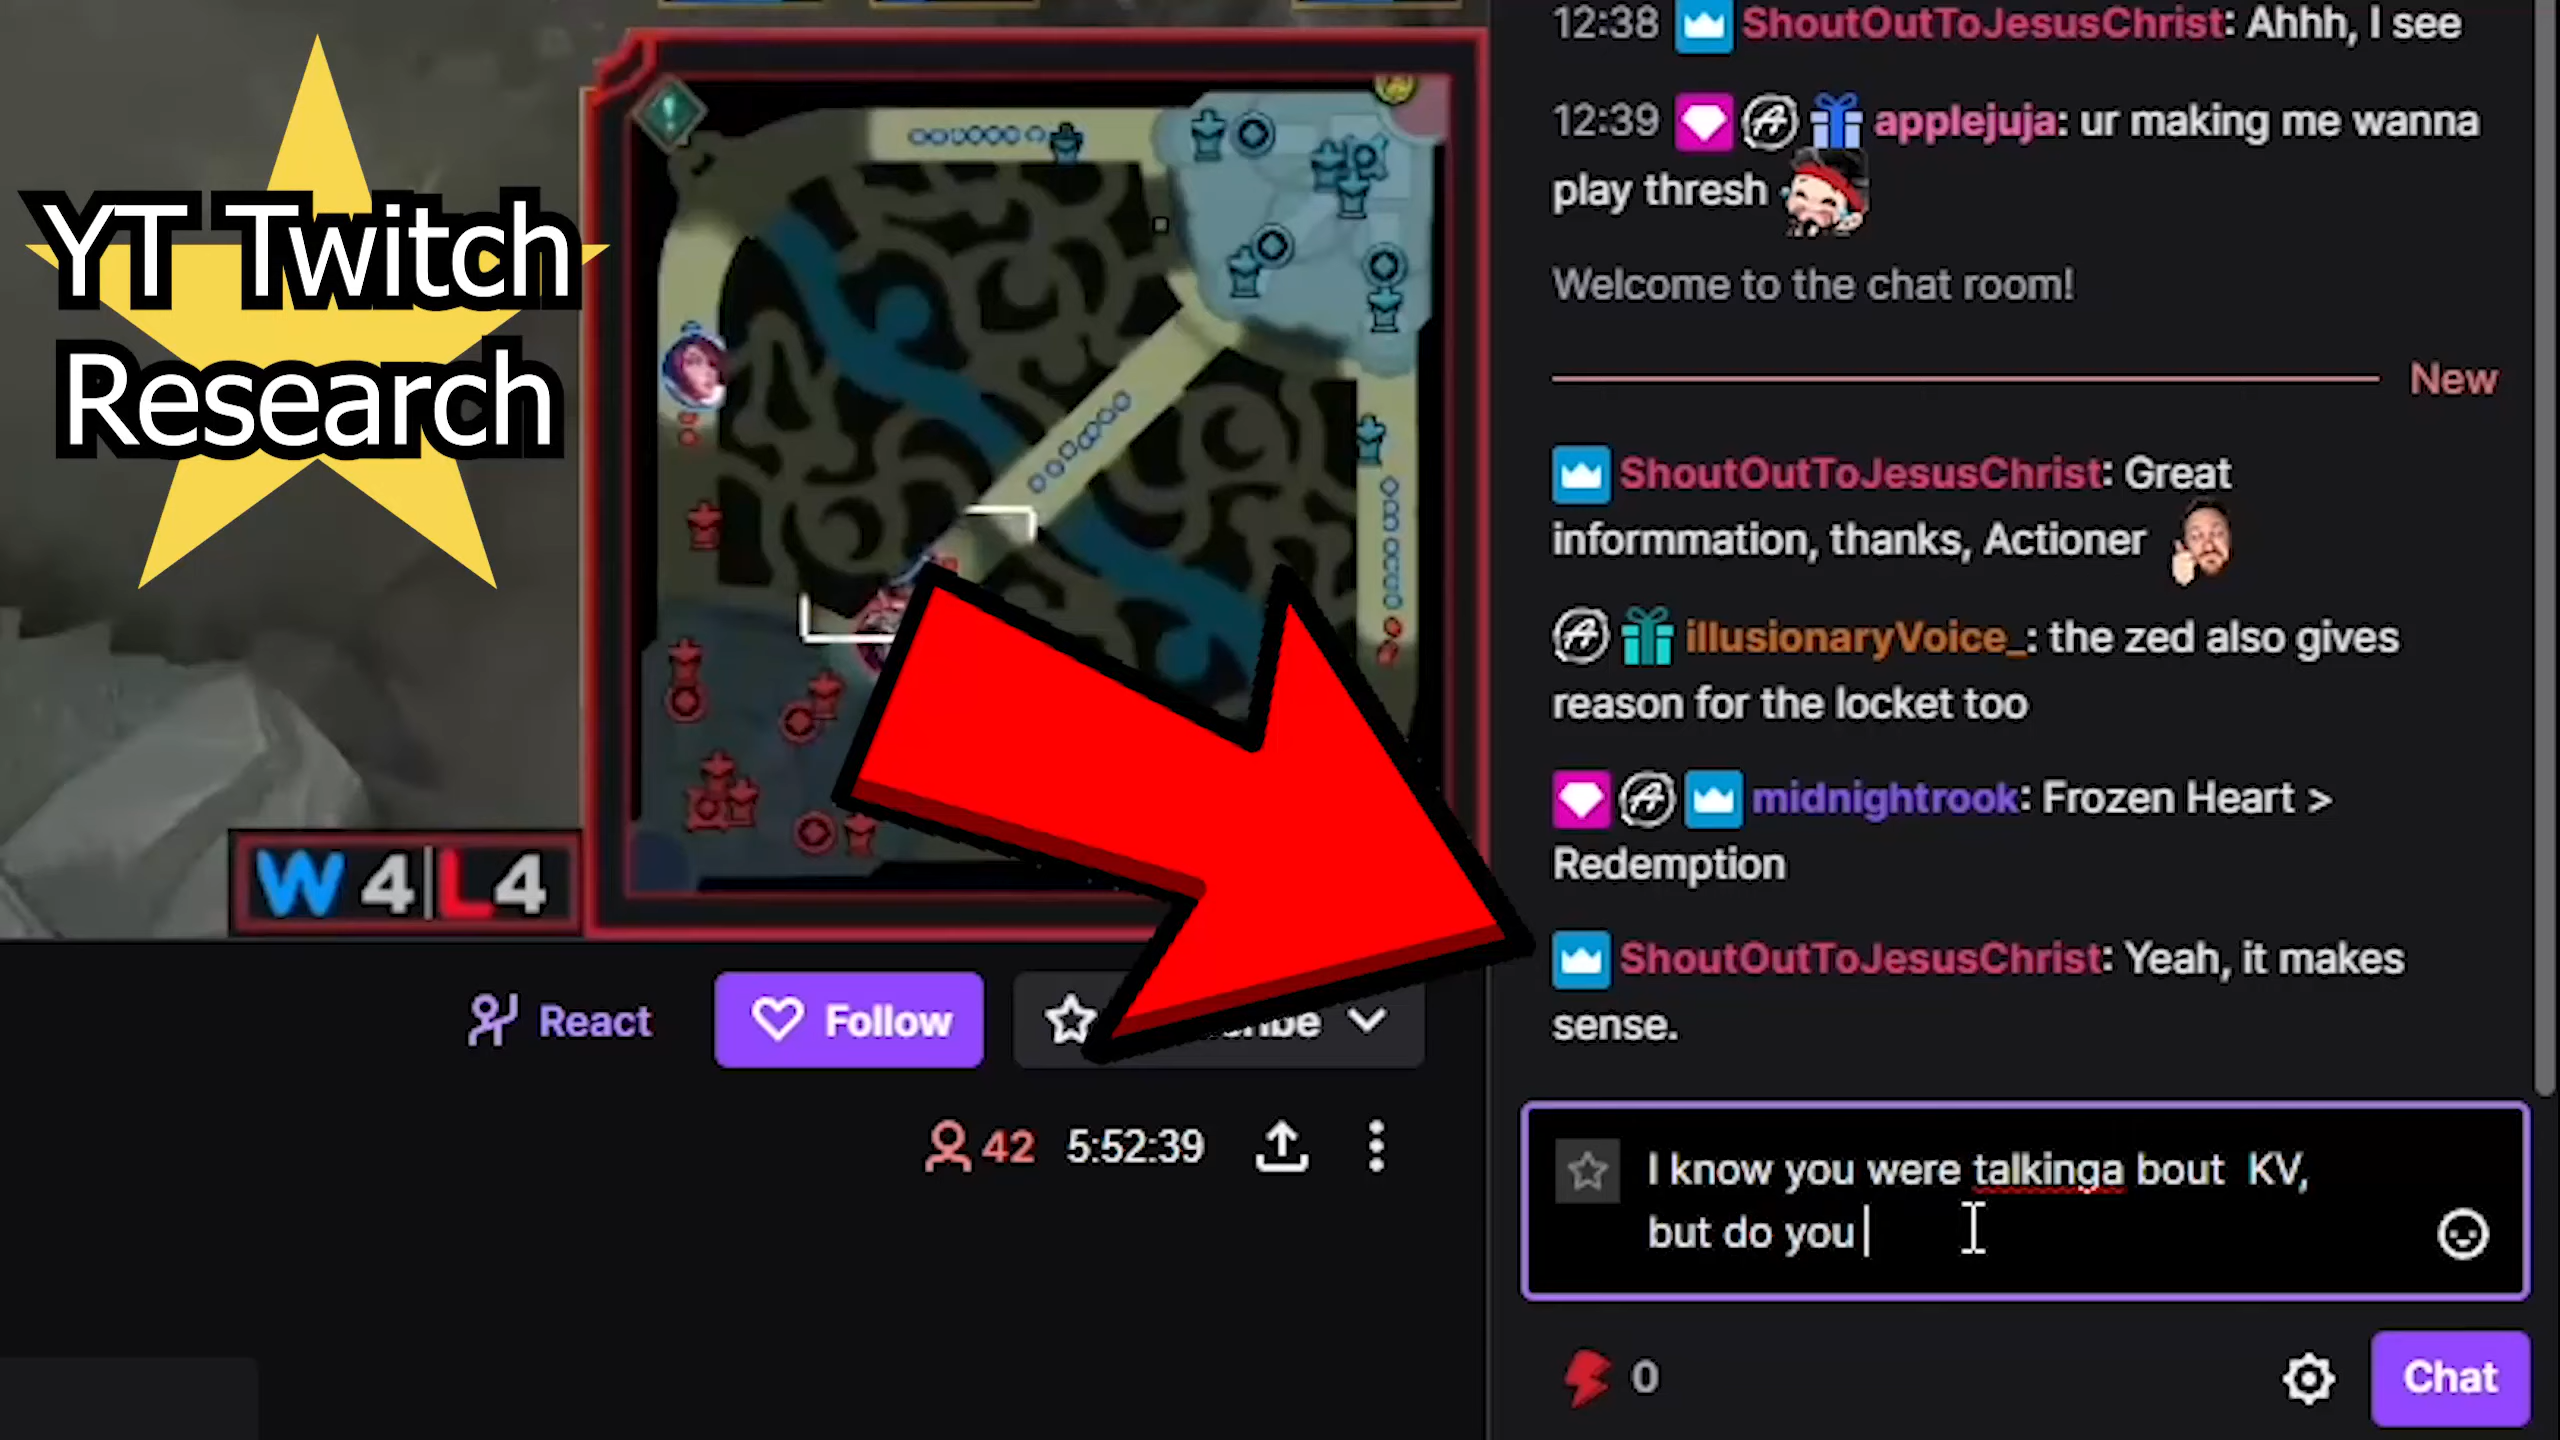 YT Twitch
Research
W 4 | L 4
React
Follow
42
5:52:39
12:38 ShoutOutToJesusChrist: Ahhh, I see
12:39 applejuja: ur making me wanna
play thresh
Welcome to the chat room!
New
ShoutOutToJesusChrist: Great
informmation, thanks, Actioner
illusionaryVoice_: the zed also gives
reason for the locket too
midnightrook: Frozen Heart >
Redemption
ShoutOutToJesusChrist: Yeah, it makes
sense.
I know you were talkinga bout  KV,
but do you
0
Chat